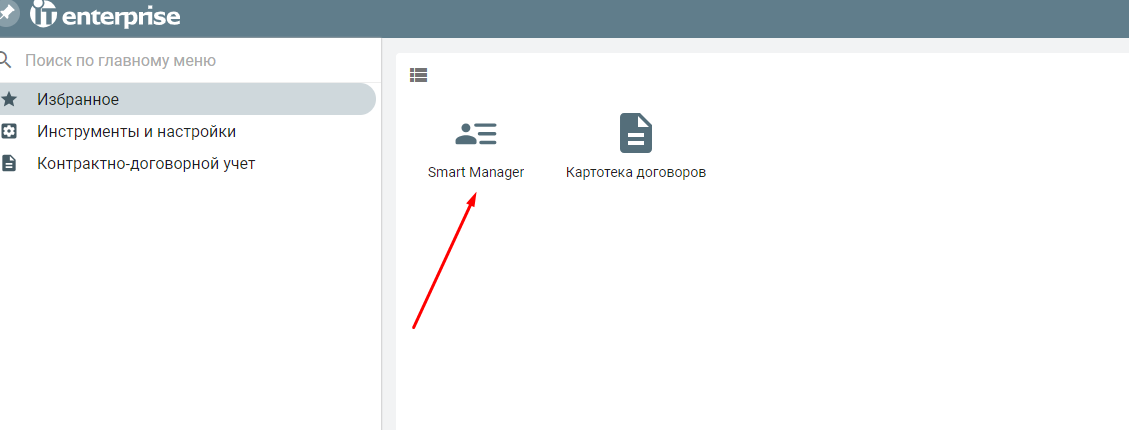 iT enterprise
Поиск по главному меню
Избранное
Инструменты и настройки
Контрактно-договорной учет
Smart Manager
Картотека договоров